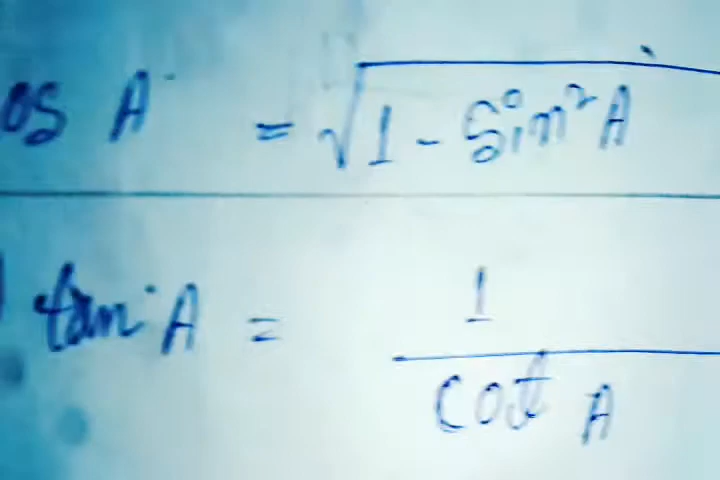 os A = √1 - Sin²A
tan A = 1
cot A